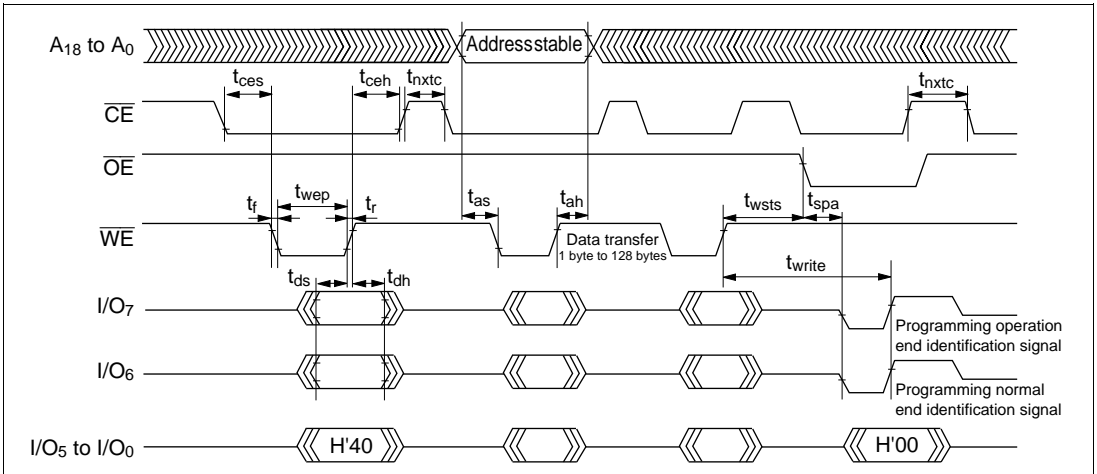 A18 to A0
Addressstable
tces
tceh
tnxtc
tnxtc
CE
OE
tf
twep
tr
tas
tah
twsts
tspa
WE
Data transfer
1 byte to 128 bytes
twrite
tds
tdh
I/O7
Programming operation
end identification signal
I/O6
Programming normal
end identification signal
I/O5 to I/O0
H'40
H'00